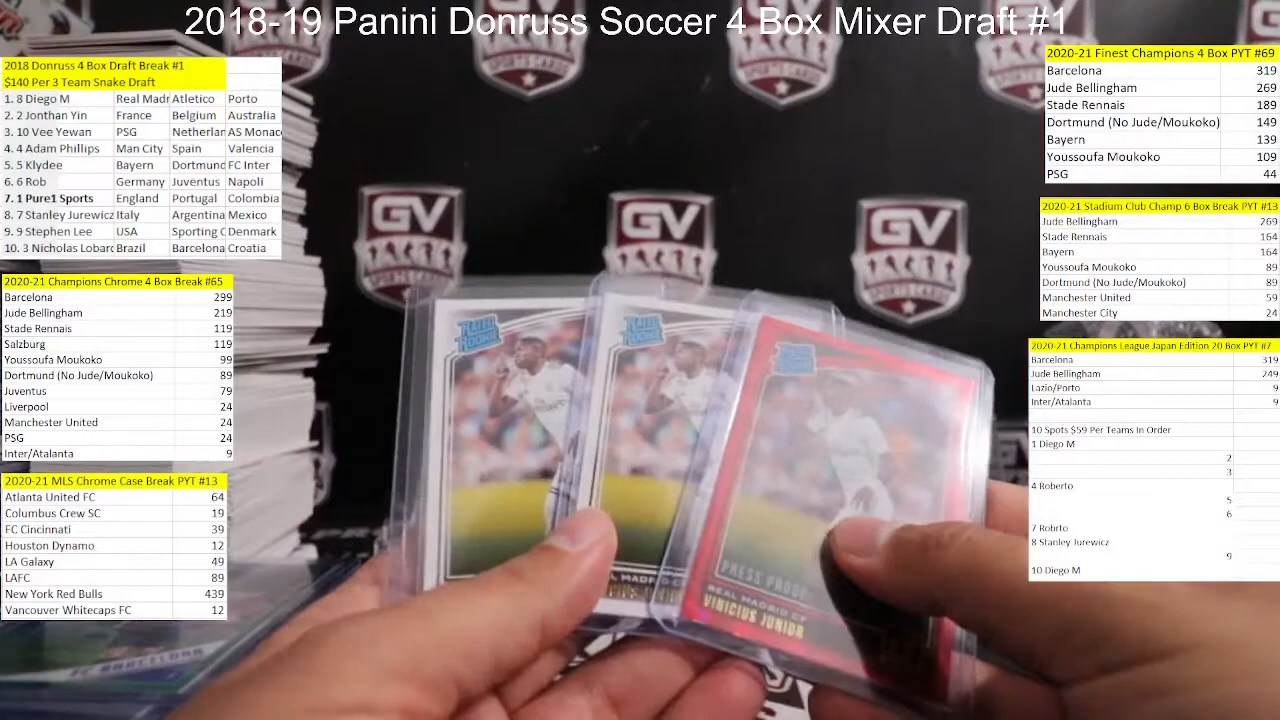 2018-19 Panini Donruss Soccer 4 Box Mixer Draft #1
2018 Donruss 4 Box Draft Break #1
$140 Per 3 Team Snake Draft
1. 8 Diego M Real Madr Atletico Porto
2. 2 Jonthan Yin France Belgium Australia
3. 10 Vee Yewan PSG Netherlar AS Monac
4. 4 Adam Phillips Man City Spain Valencia
5. 5 Klydee Bayern Dortmund FC Inter
6. 6 Rob Germany Juventus Napoli
7. 1 Pure1 Sports England Portugal Colombia
8. 7 Stanley Jurewicz Italy Argentina Mexico
9. 9 Stephen Lee USA Sporting C Denmark
10. 3 Nicholas Lobard Brazil Barcelona Croatia
2020-21 Champions Chrome 4 Box Break #65
Barcelona 299
Jude Bellingham 219
Stade Rennais 119
Salzburg 119
Youssoufa Moukoko 99
Dortmund (No Jude/Moukoko) 89
Juventus 79
Liverpool 24
Manchester United 24
PSG 24
Inter/Atalanta 9
2020-21 MLS Chrome Case Break PYT #13
Atlanta United FC 64
Columbus Crew SC 19
FC Cincinnati 39
Houston Dynamo 12
LA Galaxy 49
LAFC 89
New York Red Bulls 439
Vancouver Whitecaps FC 12
2020-21 Finest Champions 4 Box PYT #69
Barcelona 319
Jude Bellingham 269
Stade Rennais 189
Dortmund (No Jude/Moukoko) 149
Bayern 139
Youssoufa Moukoko 109
PSG 44
2020-21 Stadium Club Champ 6 Box Break PYT #13
Jude Bellingham 269
Stade Rennais 164
Bayern 164
Youssoufa Moukoko 89
Dortmund (No Jude/Moukoko) 89
Manchester United 59
Manchester City 24
2020-21 Champions League Japan Edition 20 Box PYT #7
Barcelona 319
Jude Bellingham 249
Lazio/Porto 9
Inter/Atalanta 9
10 Spots $59 Per Teams In Order
1 Diego M
2
3
4 Roberto
5
6
7 Robrto
8 Stanley Jurewicz
9
10 Diego M
GV
SPORTS CARDS
GV
GV
RATED ROOKIE
RATED ROOKIE
RATED ROOKIE
PRESS PROOF
REAL MADRID CF
VINICIUS JUNIOR
FC BARCELONA